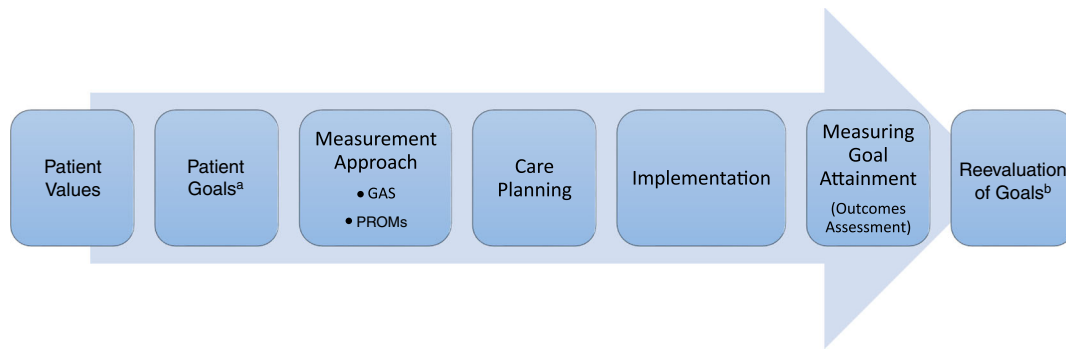 Patient
Values
Patient
Goalsᵃ
Measurement
Approach
• GAS
• PROMs
Care
Planning
Implementation
Measuring
Goal
Attainment
(Outcomes
Assessment)
Reevaluation
of Goalsᵇ